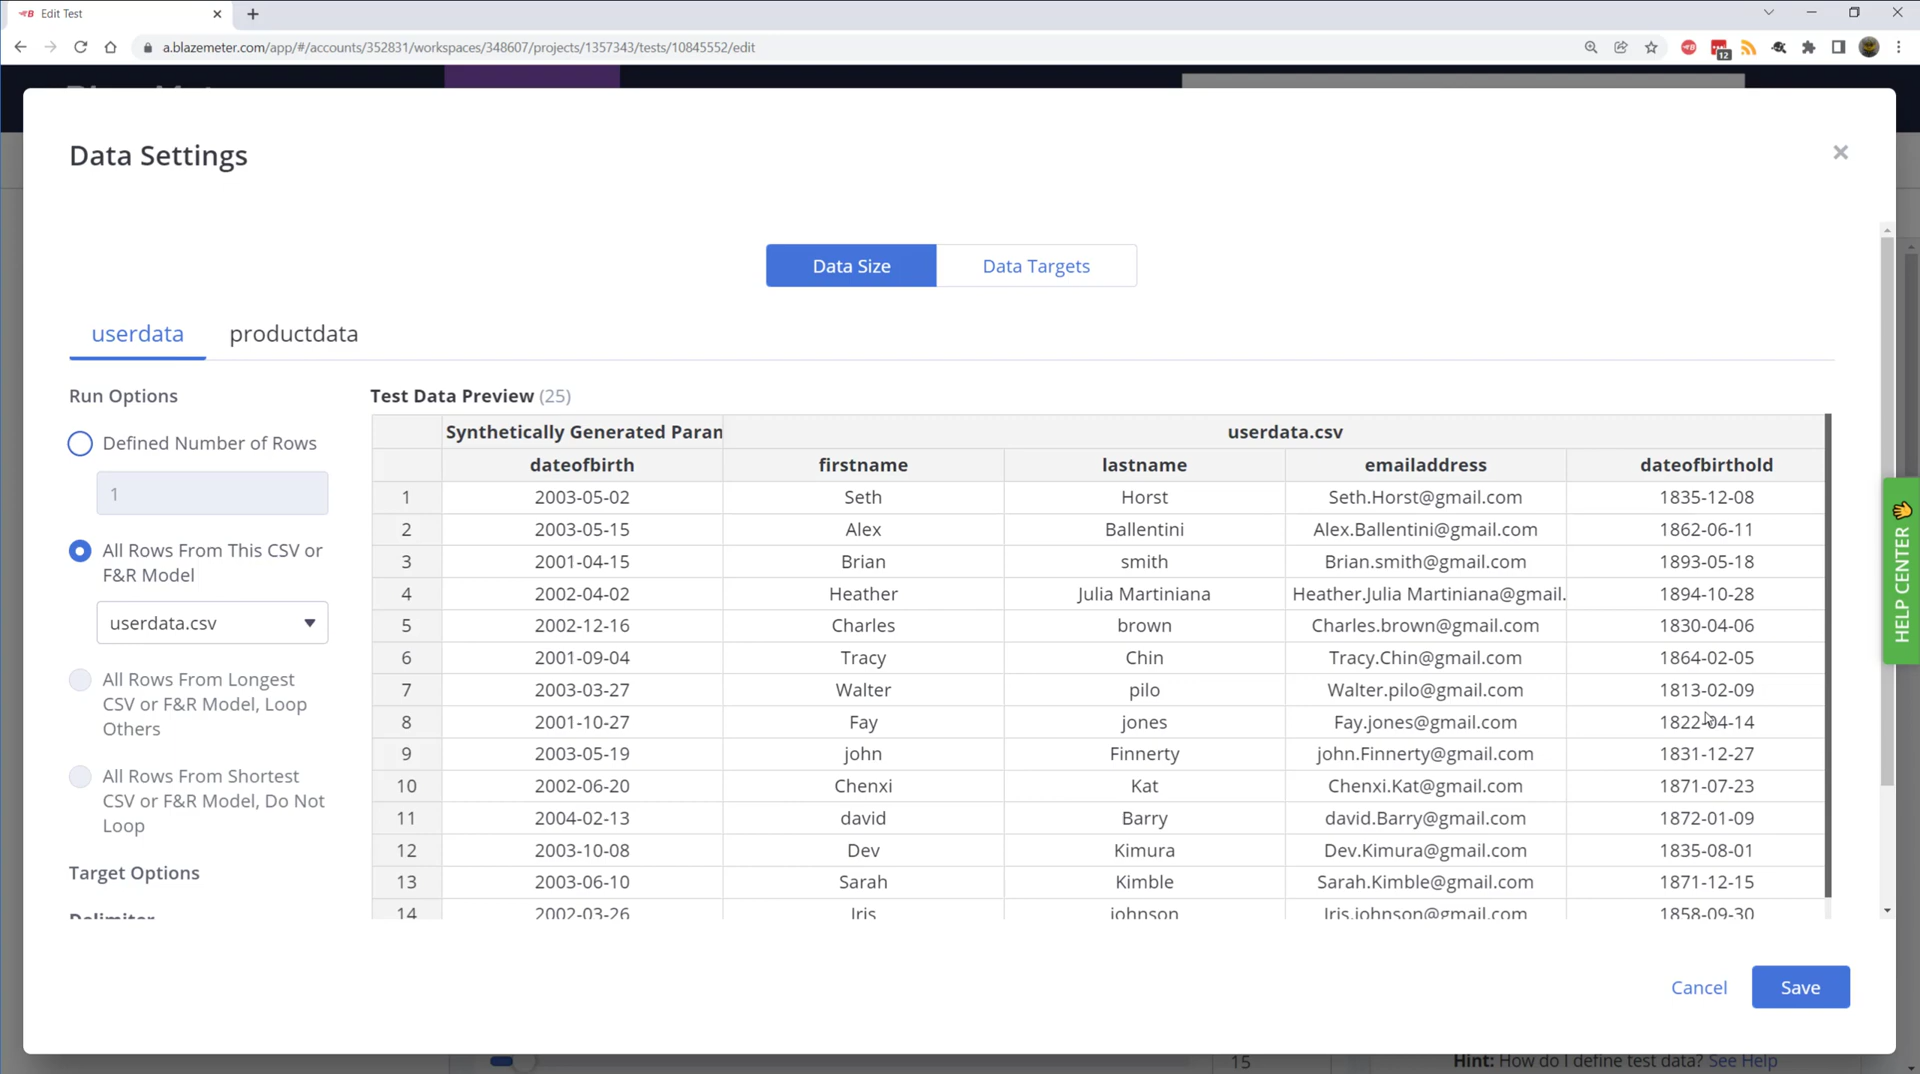 Edit Test
a.blazemeter.com/app/#/accounts/352831/workspaces/348607/projects/1357343/tests/10845552/edit
12
Data Settings
Data Size
Data Targets
userdata
productdata
Run Options
Defined Number of Rows
1
All Rows From This CSV or
F&R Model
userdata.csv
All Rows From Longest
CSV or F&R Model, Loop
Others
All Rows From Shortest
CSV or F&R Model, Do Not
Loop
Target Options
Delimiter
Test Data Preview (25)
Synthetically Generated Param userdata.csv
dateofbirth firstname lastname emailaddress dateofbirthold
1 2003-05-02 Seth Horst Seth.Horst@gmail.com 1835-12-08
2 2003-05-15 Alex Ballentini Alex.Ballentini@gmail.com 1862-06-11
3 2001-04-15 Brian smith Brian.smith@gmail.com 1893-05-18
4 2002-04-02 Heather Julia Martiniana Heather.Julia Martiniana@gmail. 1894-10-28
5 2002-12-16 Charles brown Charles.brown@gmail.com 1830-04-06
6 2001-09-04 Tracy Chin Tracy.Chin@gmail.com 1864-02-05
7 2003-03-27 Walter pilo Walter.pilo@gmail.com 1813-02-09
8 2001-10-27 Fay jones Fay.jones@gmail.com 1822-04-14
9 2003-05-19 john Finnerty john.Finnerty@gmail.com 1831-12-27
10 2002-06-20 Chenxi Kat Chenxi.Kat@gmail.com 1871-07-23
11 2004-02-13 david Barry david.Barry@gmail.com 1872-01-09
12 2003-10-08 Dev Kimura Dev.Kimura@gmail.com 1835-08-01
13 2003-06-10 Sarah Kimble Sarah.Kimble@gmail.com 1871-12-15
14 2002-03-26 Iris johnson Iris.johnson@gmail.com 1858-09-30
HELP CENTER
Cancel
Save
15
Hint: How do I define test data? See Help